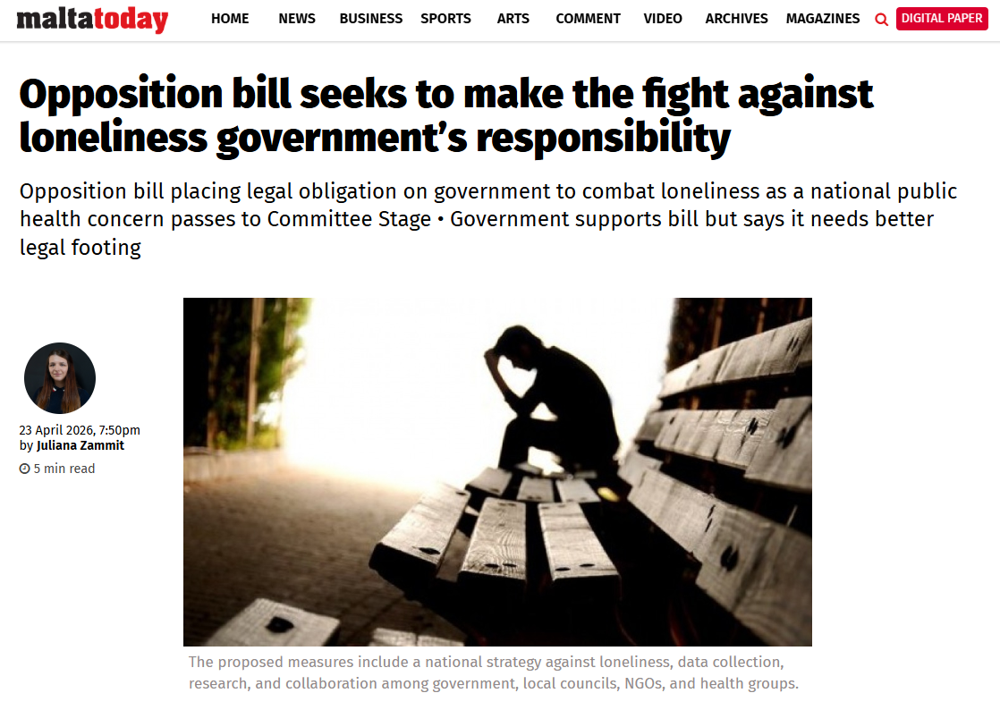 maltatoday HOME NEWS BUSINESS SPORTS ARTS COMMENT VIDEO ARCHIVES MAGAZINES DIGITAL PAPER
Opposition bill seeks to make the fight against
loneliness government’s responsibility
Opposition bill placing legal obligation on government to combat loneliness as a national public
health concern passes to Committee Stage • Government supports bill but says it needs better
legal footing
23 April 2026, 7:50pm
by Juliana Zammit
5 min read
The proposed measures include a national strategy against loneliness, data collection,
research, and collaboration among government, local councils, NGOs, and health groups.